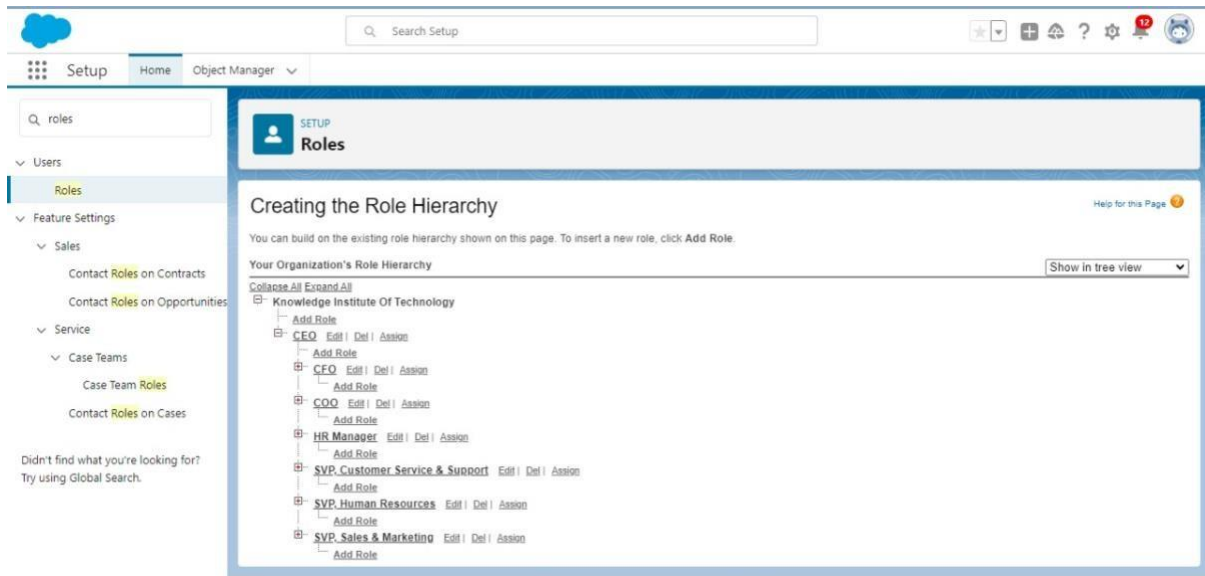 Search Setup
12
Setup
Home
Object Manager
roles
Users
Roles
Feature Settings
Sales
Contact Roles on Contracts
Contact Roles on Opportunities
Service
Case Teams
Case Team Roles
Contact Roles on Cases
Didn't find what you're looking for?
Try using Global Search.
SETUP
Roles
Creating the Role Hierarchy
Help for this Page ?
You can build on the existing role hierarchy shown on this page. To insert a new role, click Add Role.
Your Organization's Role Hierarchy
Show in tree view
Collapse All Expand All
Knowledge Institute Of Technology
Add Role
CEO Edit | Del | Assign
Add Role
CFO Edit | Del | Assign
Add Role
COO Edit | Del | Assign
Add Role
HR Manager Edit | Del | Assign
Add Role
SVP, Customer Service & Support Edit | Del | Assign
Add Role
SVP, Human Resources Edit | Del | Assign
Add Role
SVP, Sales & Marketing Edit | Del | Assign
Add Role